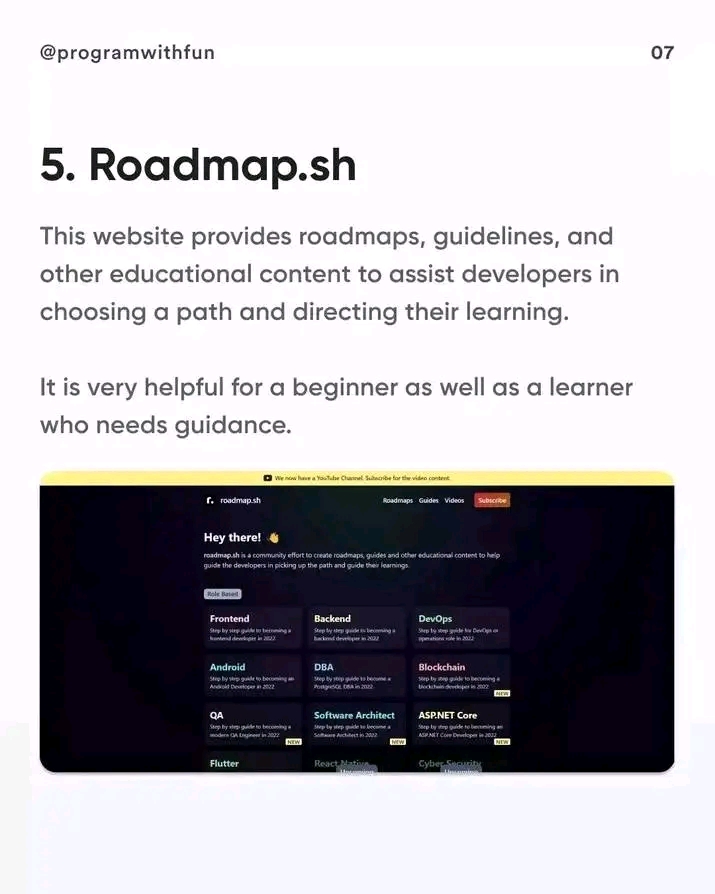 @programwithfun
07
5. Roadmap.sh
This website provides roadmaps, guidelines, and
other educational content to assist developers in
choosing a path and directing their learning.
It is very helpful for a beginner as well as a learner
who needs guidance.
We now have a YouTube Channel. Subscribe for the video content.
r. roadmap.sh Roadmaps Guides Videos Subscribe
Hey there! 👋
roadmap.sh is a community effort to create roadmaps, guides and other educational content to help
guide the developers in picking up the path and guide their learnings.
Role Based
Frontend
Step by step guide to becoming a
frontend developer in 2022
Backend
Step by step guide to becoming a
backend developer in 2022
DevOps
Step by step guide for DevOps or
operations role in 2022
Android
Step by step guide to becoming an
Android Developer in 2022
DBA
Step by step guide to become a
PostgreSQL DBA in 2022
Blockchain
Step by step guide to becoming a
blockchain developer in 2022
NEW
QA
Step by step guide to becoming a
modern QA Engineer in 2022
NEW
Software Architect
Step by step guide to become a
Software Architect in 2022
NEW
ASP.NET Core
Step by step guide to becoming an
ASP.NET Core Developer in 2022
NEW
Flutter
React Native
Upcoming
Cyber Security
Upcoming